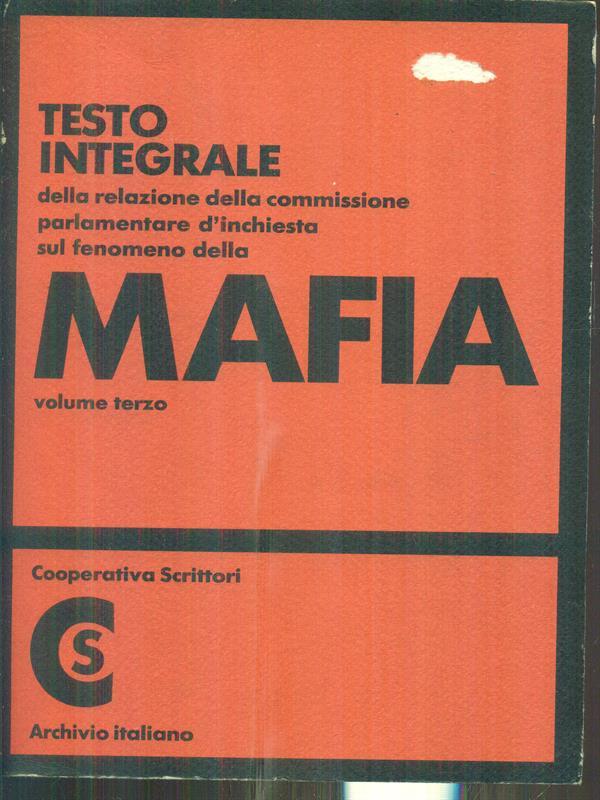 TESTO
INTEGRALE
della relazione della commissione
parlamentare d'inchiesta
sul fenomeno della
MAFIA
volume terzo
Cooperativa Scrittori
CS
Archivio italiano